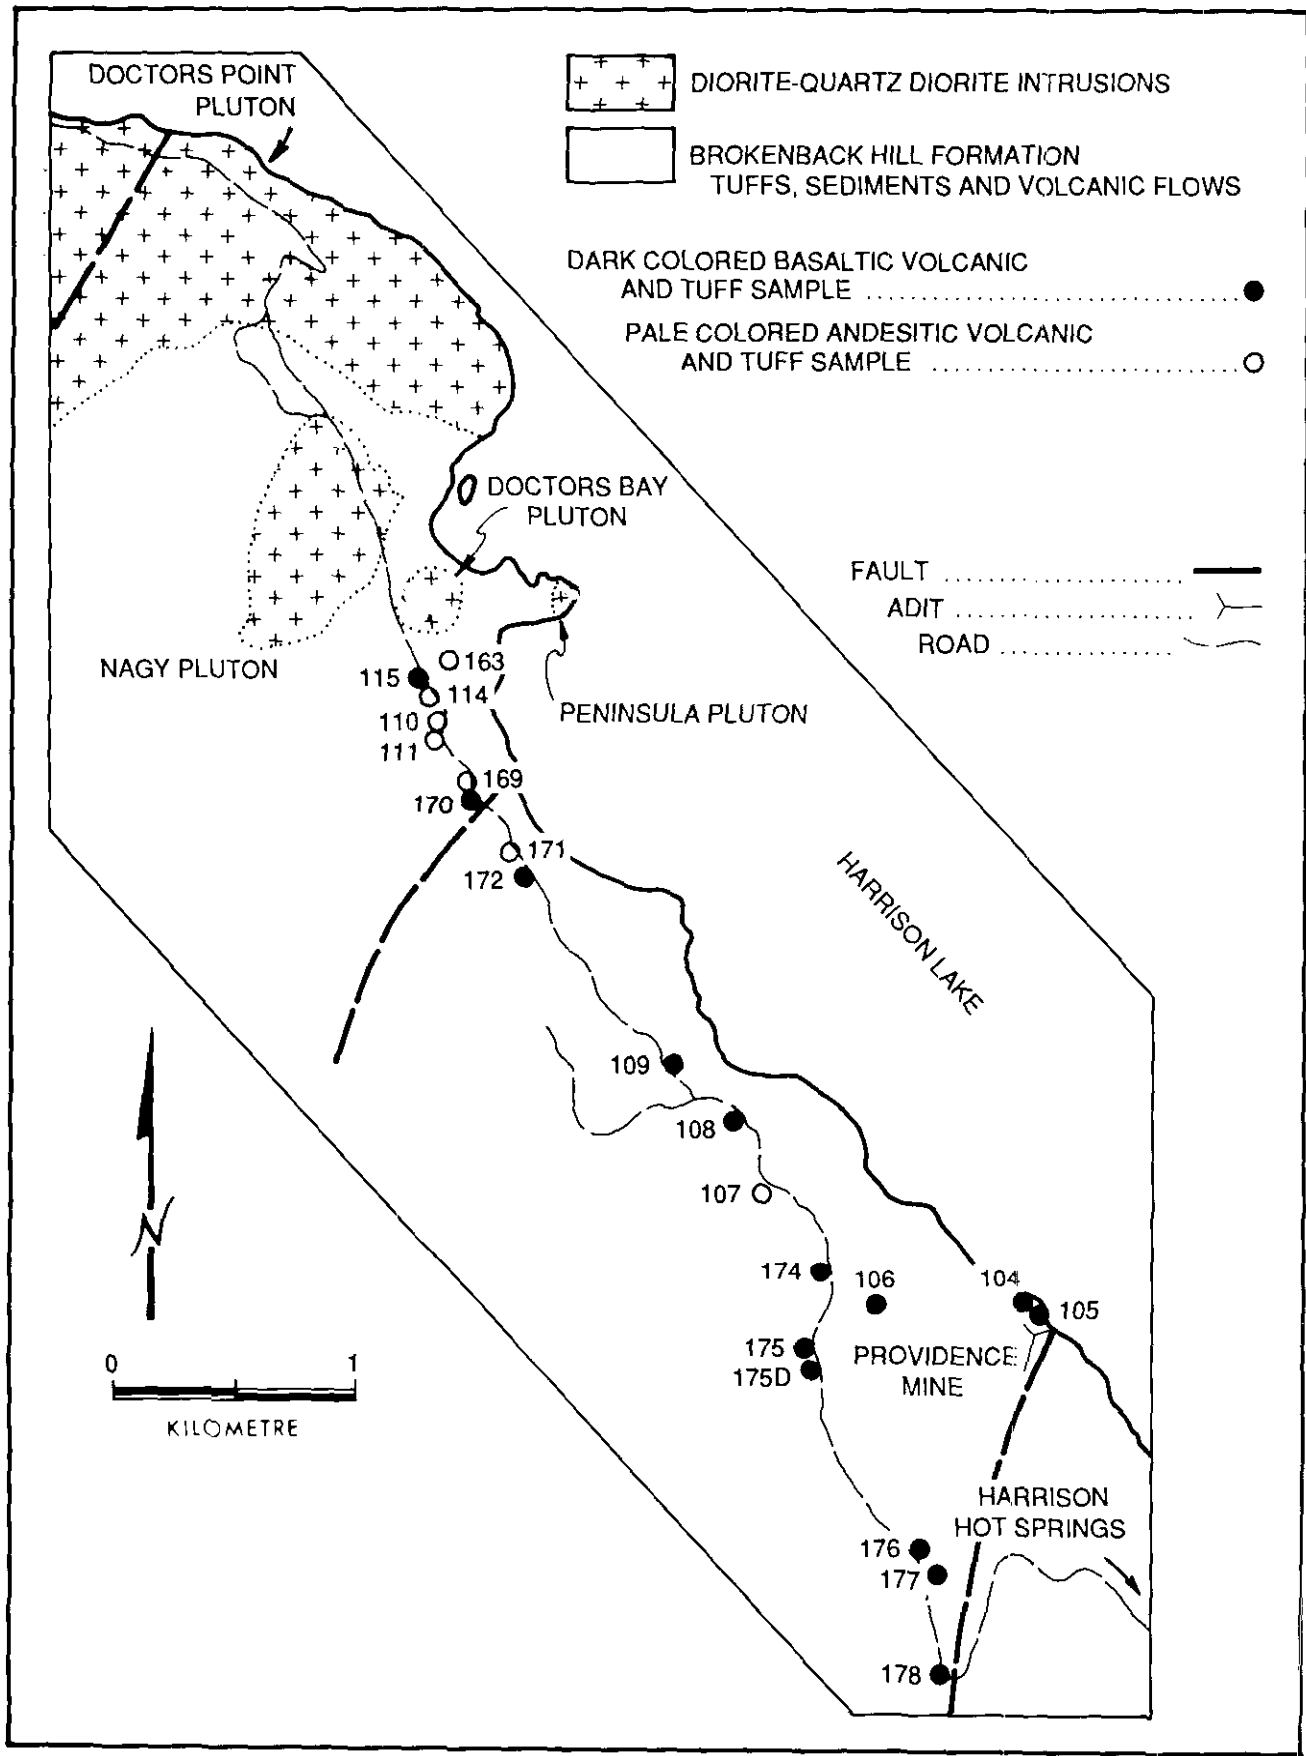 DOCTORS POINT
PLUTON
DIORITE-QUARTZ DIORITE INTRUSIONS
BROKENBACK HILL FORMATION
TUFFS, SEDIMENTS AND VOLCANIC FLOWS
DARK COLORED BASALTIC VOLCANIC
AND TUFF SAMPLE
PALE COLORED ANDESITIC VOLCANIC
AND TUFF SAMPLE
DOCTORS BAY
PLUTON
FAULT
ADIT
ROAD
NAGY PLUTON
163
115
114
PENINSULA PLUTON
110
111
169
170
171
172
HARRISON LAKE
109
108
107
N
174
106
104
105
175
175D
PROVIDENCE
MINE
0 1
KILOMETRE
HARRISON
HOT SPRINGS
176
177
178